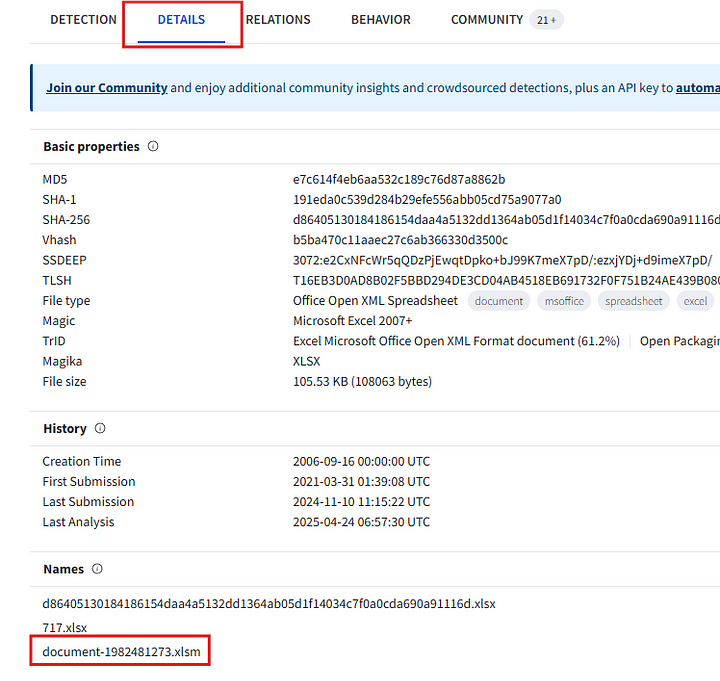 DETECTION DETAILS RELATIONS BEHAVIOR COMMUNITY 21+
Join our Community and enjoy additional community insights and crowdsourced detections, plus an API key to automa
Basic properties
MD5 e7c614f4eb6aa532c189c76d87a8862b
SHA-1 191eda0c539d284b29efe556abb05cd75a9077a0
SHA-256 d86405130184186154daa4a5132dd1364ab05d1f14034c7f0a0cda690a91116d
Vhash b5ba470c11aaec27c6ab366330d3500c
SSDEEP 3072:e2CxNFcWr5qQDzPjEwqtDpko+bJ99K7meX7pD/:ezxjYDj+d9imeX7pD/
TLSH T16EB3D0AD8B02F5BBD294DE3CD04AB4518EB691732F0F751B24AE439B080
File type Office Open XML Spreadsheet document msoffice spreadsheet excel
Magic Microsoft Excel 2007+
TrID Excel Microsoft Office Open XML Format document (61.2%) Open Packagin
Magika XLSX
File size 105.53 KB (108063 bytes)
History
Creation Time 2006-09-16 00:00:00 UTC
First Submission 2021-03-31 01:39:08 UTC
Last Submission 2024-11-10 11:15:22 UTC
Last Analysis 2025-04-24 06:57:30 UTC
Names
d86405130184186154daa4a5132dd1364ab05d1f14034c7f0a0cda690a91116d.xlsx
717.xlsx
document-1982481273.xlsm